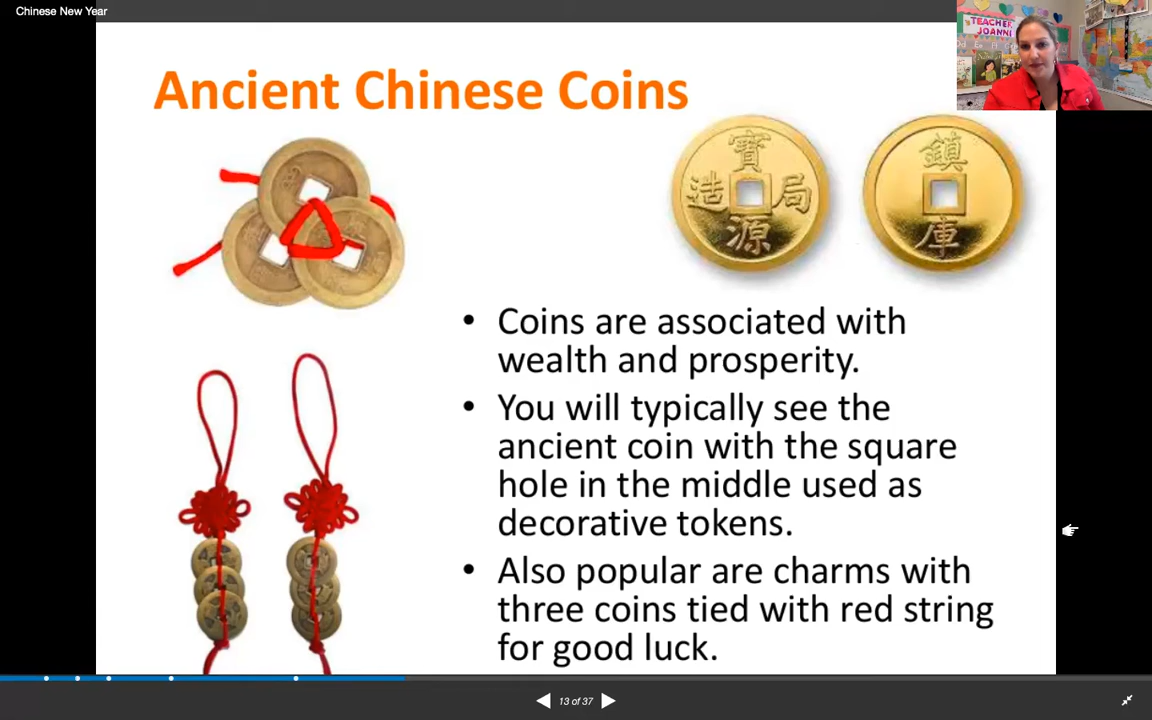 Chinese New Year
TEACHER
JOANNE
Ancient Chinese Coins
寶
造 局
源
鎮
庫
• Coins are associated with
wealth and prosperity.
• You will typically see the
ancient coin with the square
hole in the middle used as
decorative tokens.
• Also popular are charms with
three coins tied with red string
for good luck.
13 of 37